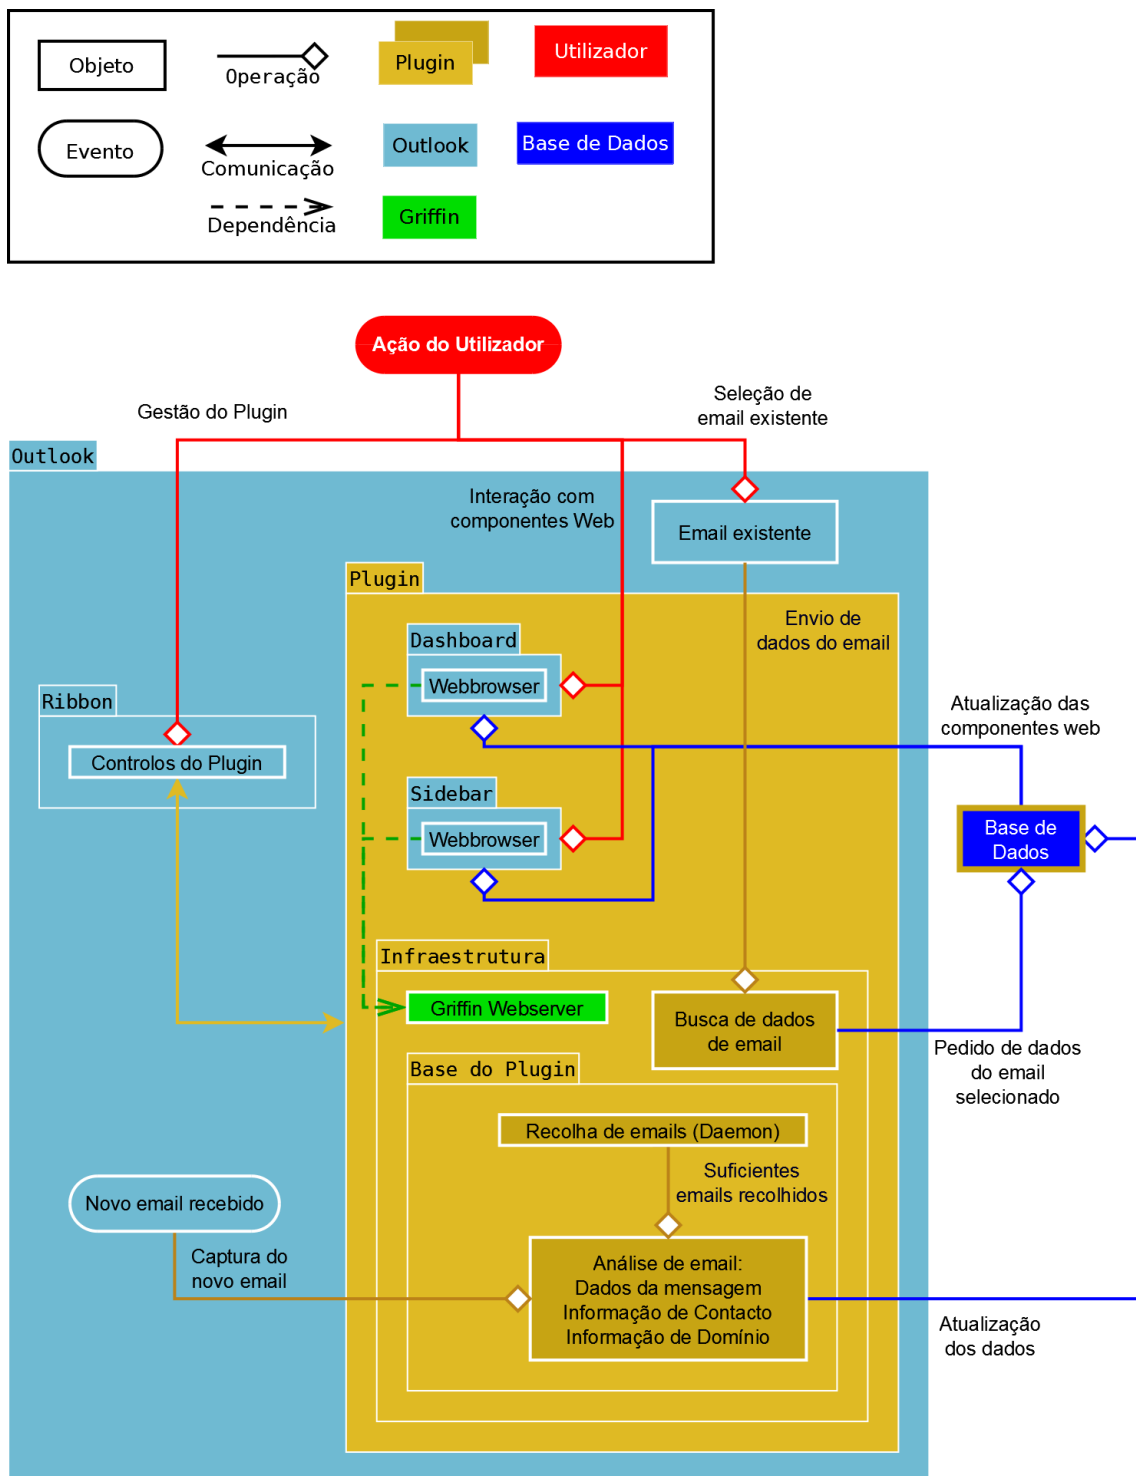 Objeto
Operação
Plugin
Utilizador
Evento
Comunicação
Outlook
Base de Dados
Dependência
Griffin
Ação do Utilizador
Gestão do Plugin
Seleção de
email existente
Outlook
Interação com
componentes Web
Email existente
Plugin
Envio de
dados do email
Dashboard
Webbrowser
Ribbon
Controlos do Plugin
Atualização das
componentes web
Sidebar
Webbrowser
Base de
Dados
Infraestrutura
Griffin Webserver
Busca de dados
de email
Pedido de dados
do email
selecionado
Base do Plugin
Recolha de emails (Daemon)
Suficientes
emails recolhidos
Novo email recebido
Captura do
novo email
Análise de email:
Dados da mensagem
Informação de Contacto
Informação de Domínio
Atualização
dos dados